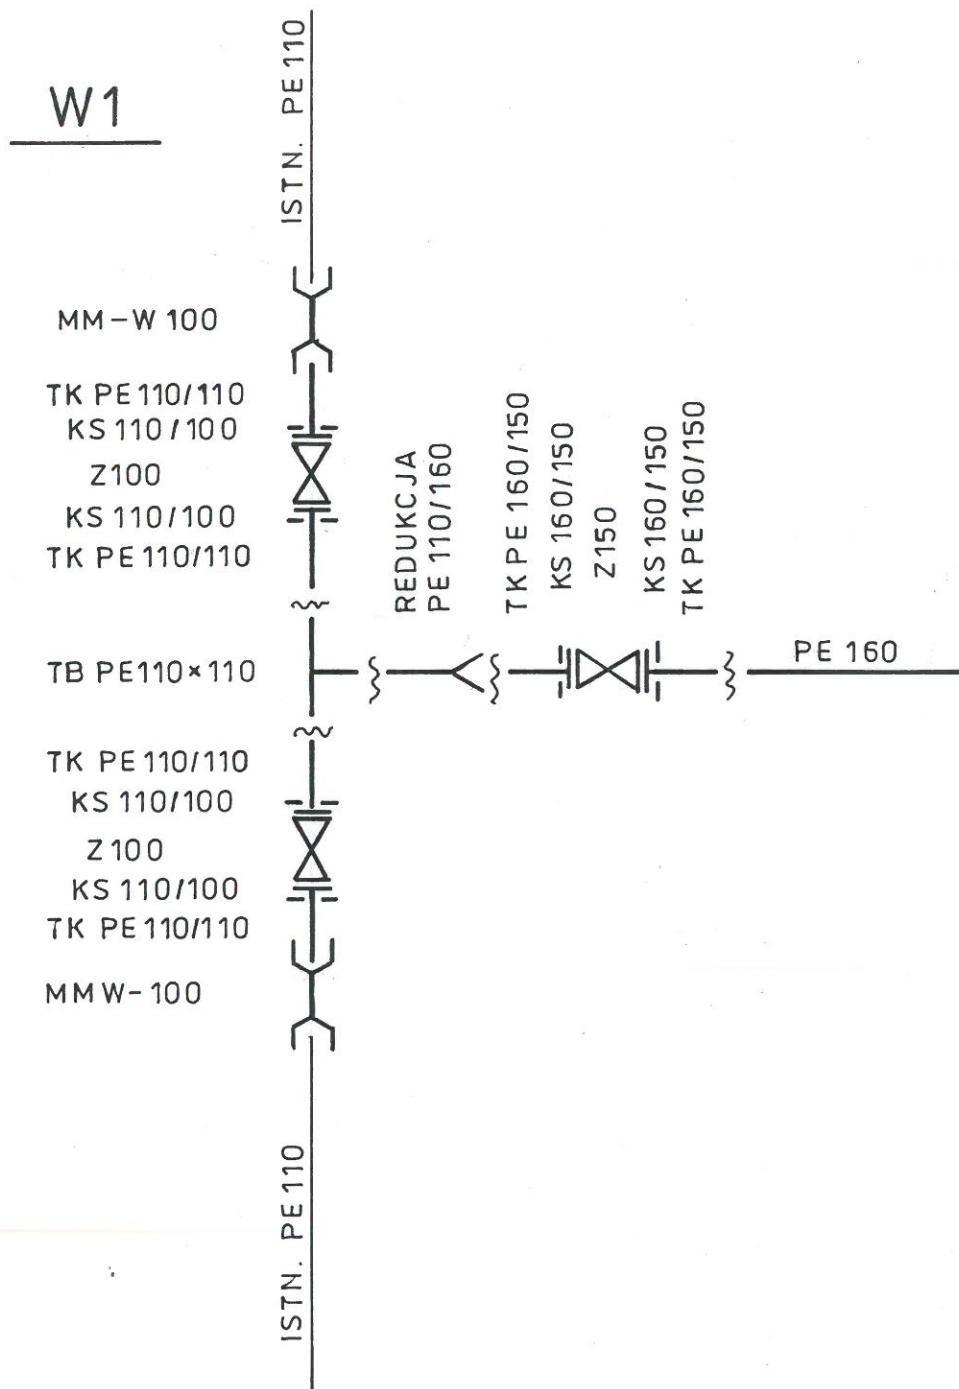 W1
ISTN. PE 110
MM-W 100
TK PE 110/110
KS 110/100
Z100
KS 110/100
TK PE 110/110
TB PE110×110
TK PE 110/110
KS 110/100
Z 100
KS 110/100
TK PE 110/110
MMW-100
ISTN. PE 110
REDUKCJA
PE 110/160
TK PE 160/150
KS 160/150
Z150
KS 160/150
TK PE 160/150
PE 160